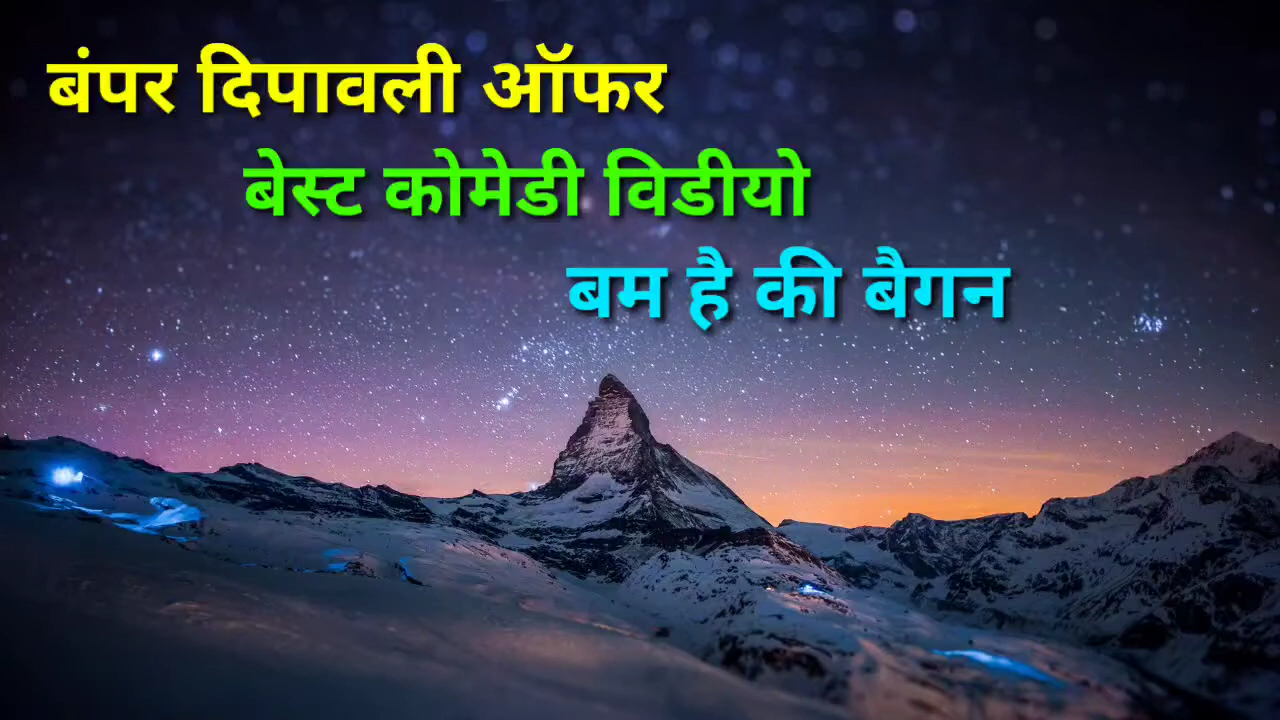 बंपर दिपावली ऑफर
बेस्ट कोमेडी विडीयो
बम है की बैगन